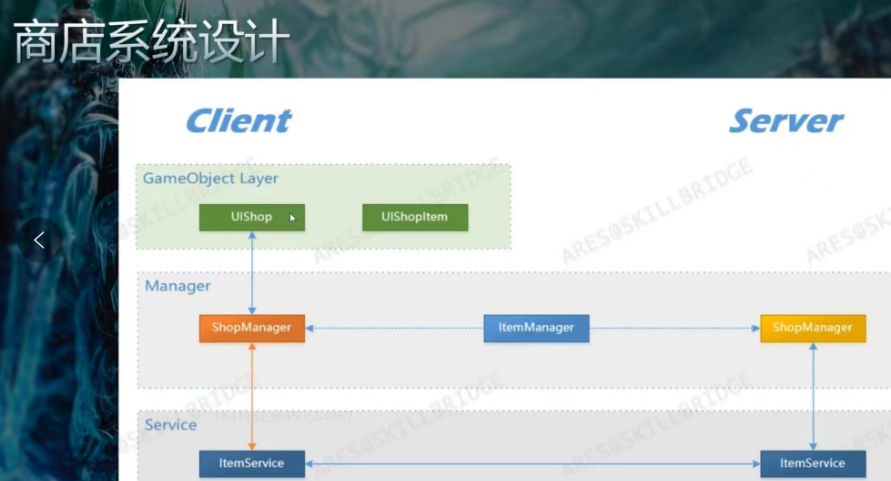 商店系统设计
Client
Server
GameObject Layer
UIShop
UIShopItem
Manager
ShopManager
ItemManager
ShopManager
Service
ItemService
ItemService
ARES@SKILLBRIDGE